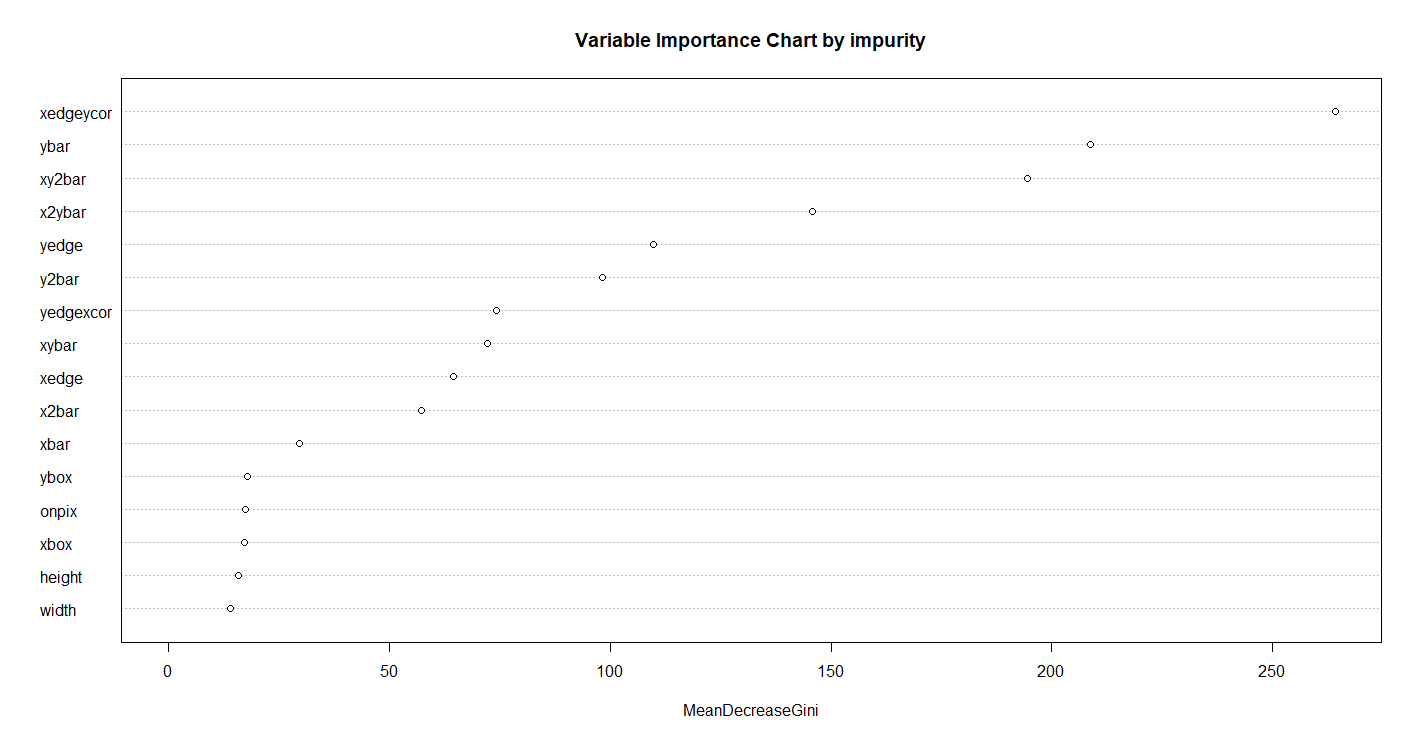 Variable Importance Chart by impurity
xedgeycor
ybar
xy2bar
x2ybar
yedge
y2bar
yedgexcor
xybar
xedge
x2bar
xbar
ybox
onpix
xbox
height
width
0 50 100 150 200 250
MeanDecreaseGini